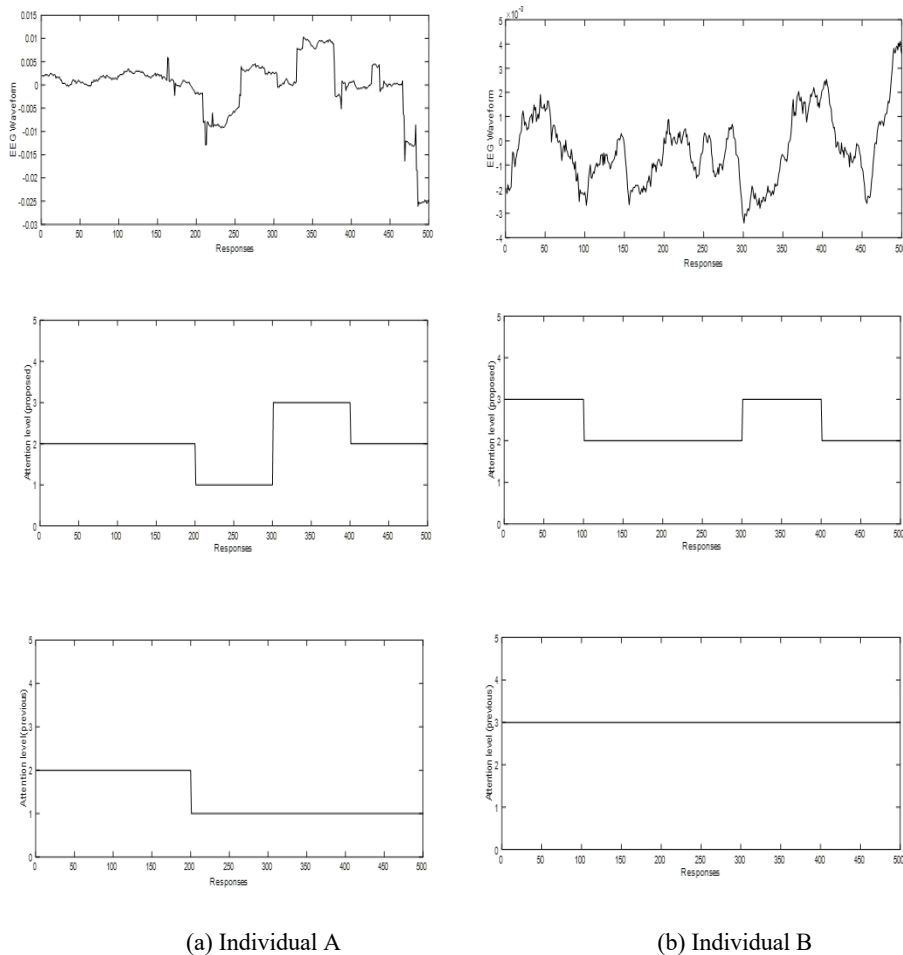 0.015
0.01
0.005
0
-0.005
-0.01
-0.015
-0.02
-0.025
-0.03
EEG Waveform
0 50 100 150 200 250 300 350 400 450 500
Responses
×10⁻³
5
4
3
2
1
0
-1
-2
-3
-4
EEG Waveform
0 50 100 150 200 250 300 350 400 450 500
Responses
5
4
3
2
1
0
Attention level (proposed)
0 50 100 150 200 250 300 350 400 450 500
Responses
5
4
3
2
1
0
Attention level (proposed)
0 50 100 150 200 250 300 350 400 450 500
Responses
5
4
3
2
1
0
Attention level(previous)
0 50 100 150 200 250 300 350 400 450 500
Responses
5
4
3
2
1
0
Attention level (previous)
0 50 100 150 200 250 300 350 400 450 500
Responses
(a) Individual A
(b) Individual B